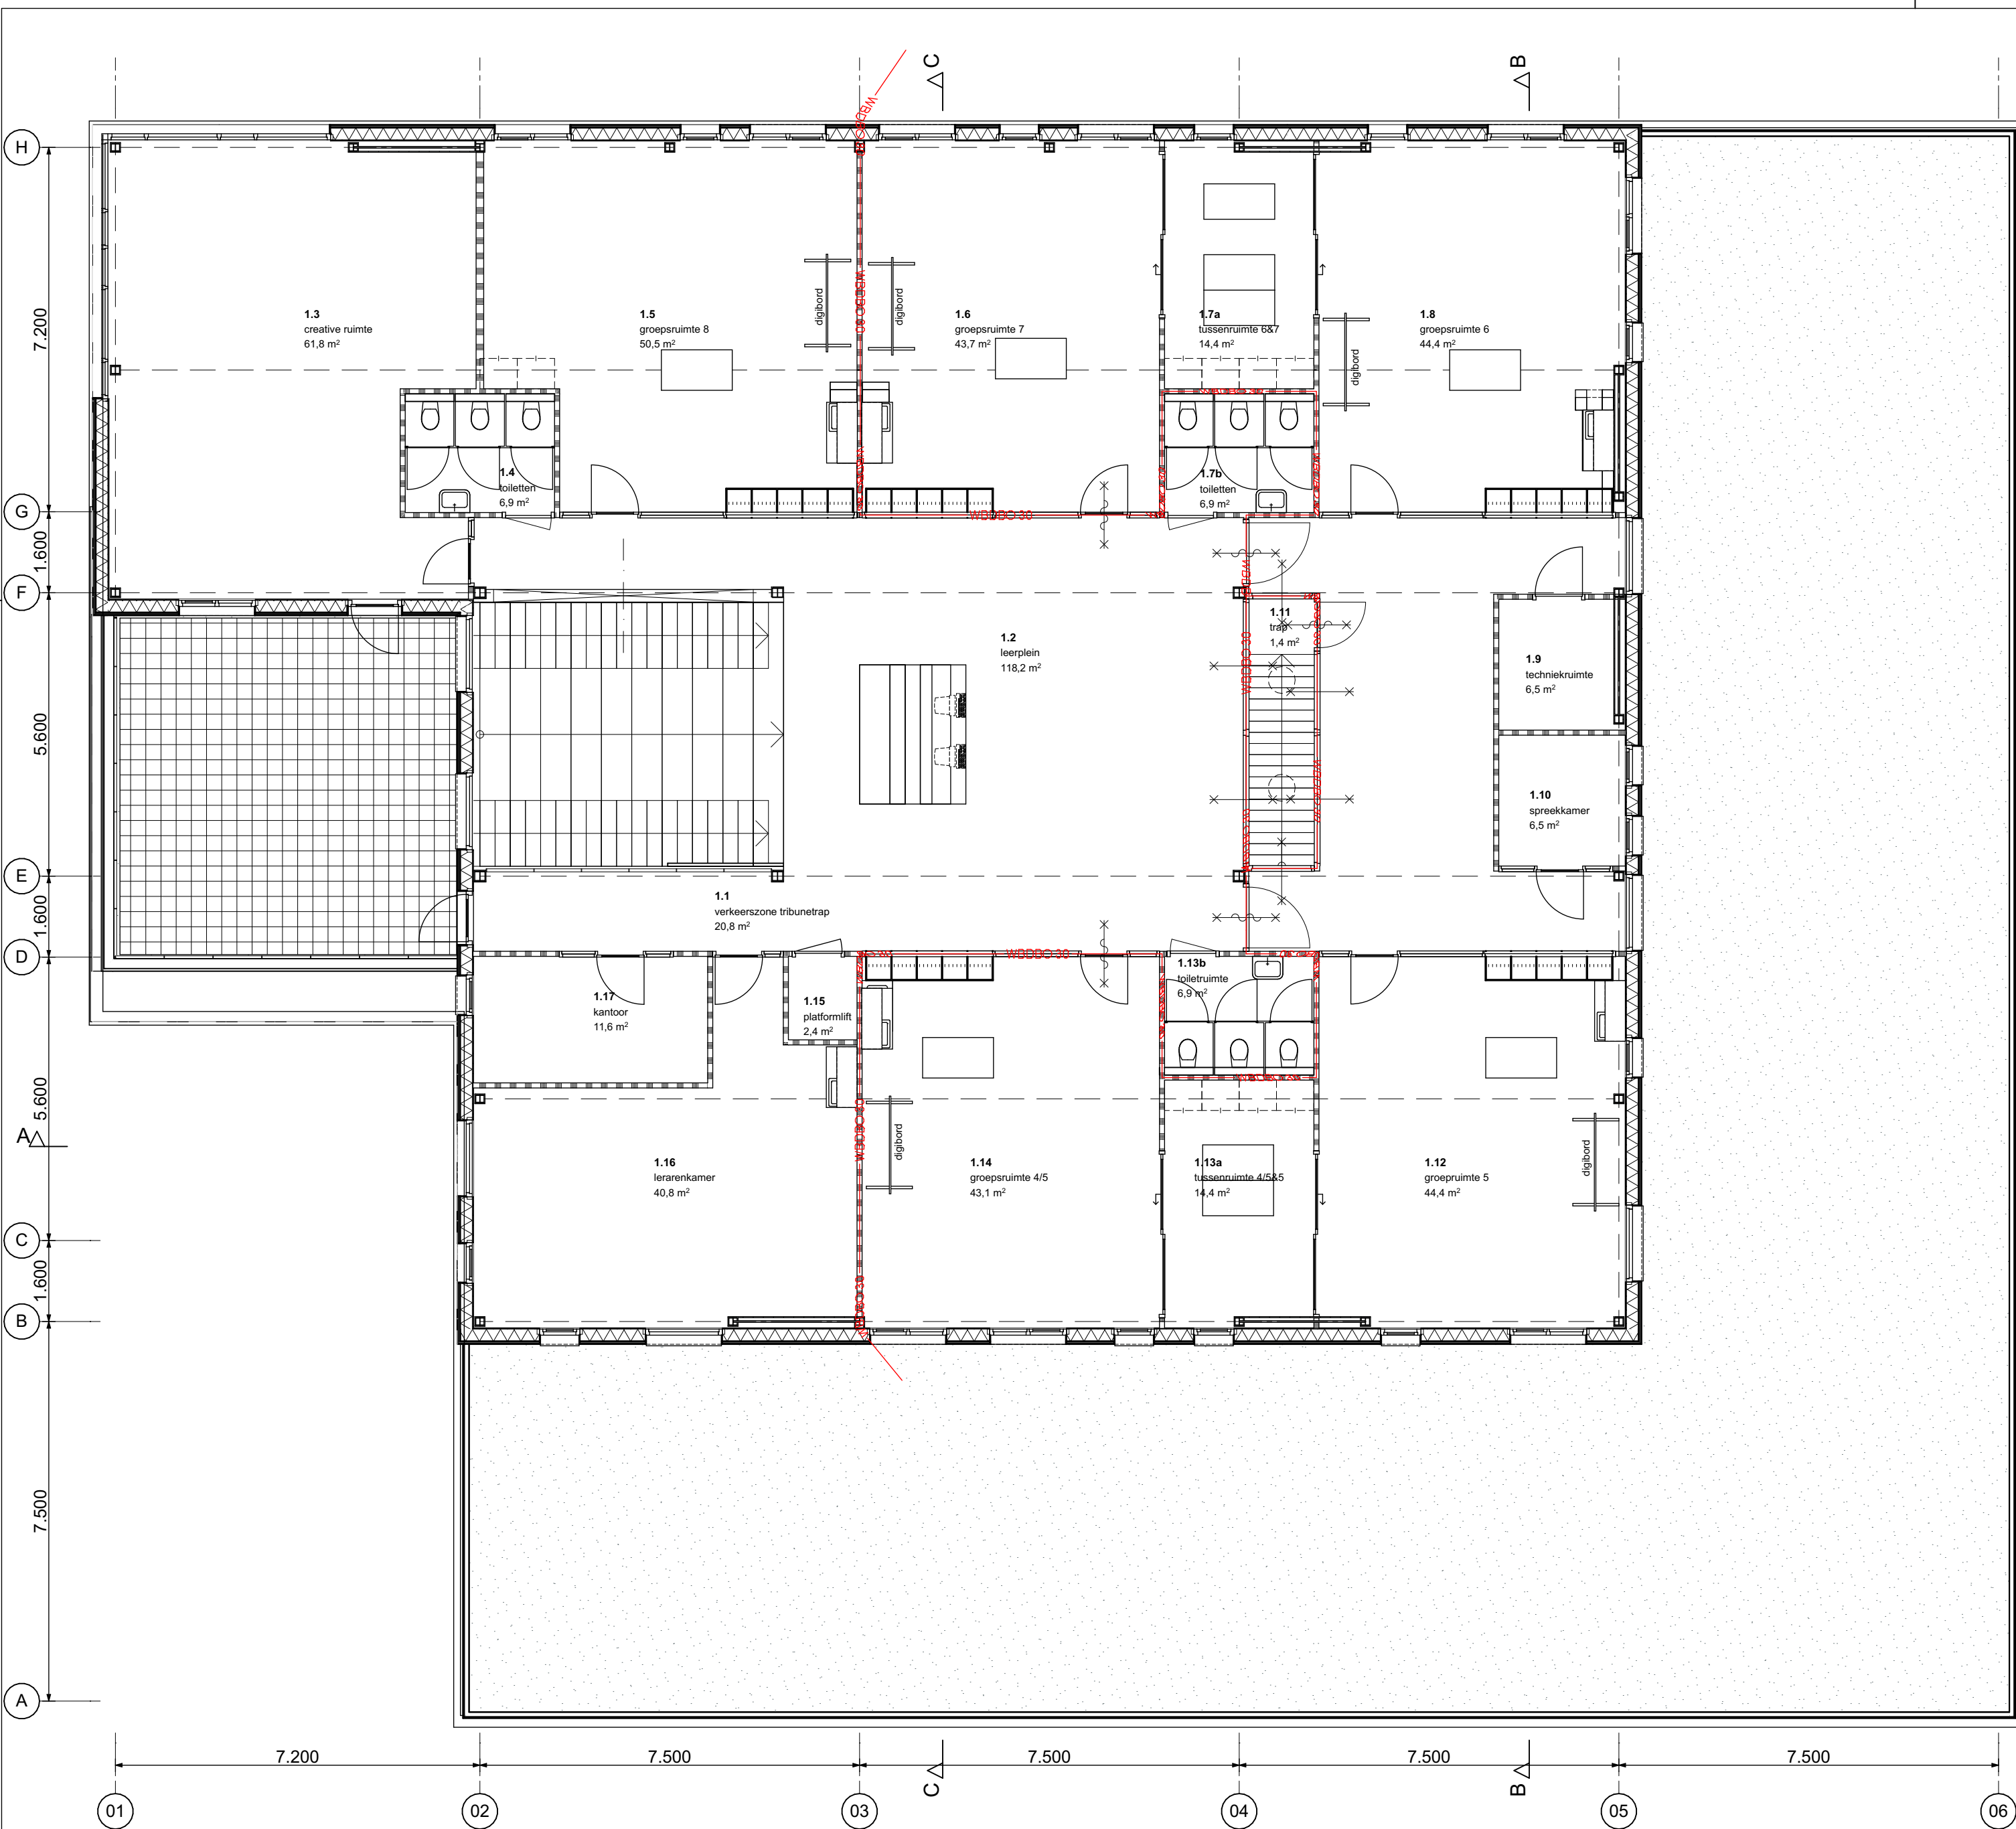 C
B
H
G
F
E
D
C
B
A
7.200
1.600
5.600
1.600
5.600
1.600
7.500
A
1.3
creative ruimte
61,8 m²
1.5
groepsruimte 8
50,5 m²
digibord
WBDBO 30
digibord
1.6
groepsruimte 7
43,7 m²
1.7a
tussenruimte 6&7
14,4 m²
1.8
groepsruimte 6
44,4 m²
digibord
1.4
toiletten
6,9 m²
1.7b
toiletten
6,9 m²
WBDBO 30
1.2
leerplein
118,2 m²
1.11
trap
1,4 m²
WBDBO 30
1.9
techniekruimte
6,5 m²
1.10
spreekkamer
6,5 m²
1.1
verkeerszone tribunetrap
20,8 m²
WBDBO 30
1.17
kantoor
11,6 m²
1.15
platformlift
2,4 m²
1.13b
toiletruimte
6,9 m²
WBDBO 30
1.16
lerarenkamer
40,8 m²
digibord
1.14
groepsruimte 4/5
43,1 m²
1.13a
tussenruimte 4/5&5
14,4 m²
1.12
groepruimte 5
44,4 m²
digibord
7.200
7.500
7.500
7.500
7.500
C
B
01
02
03
04
05
06